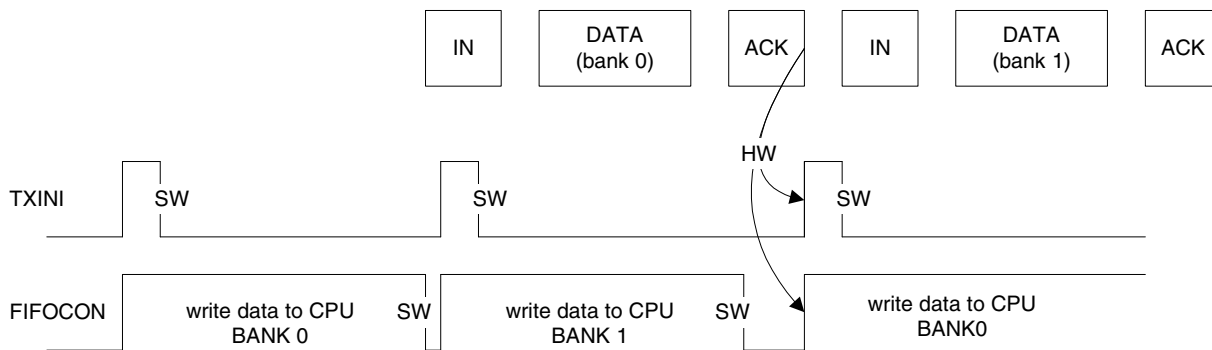 IN
DATA
(bank 0)
ACK
IN
DATA
(bank 1)
ACK
HW
TXINI
SW
SW
SW
FIFOCON
write data to CPU
BANK 0
SW
write data to CPU
BANK 1
SW
write data to CPU
BANK0